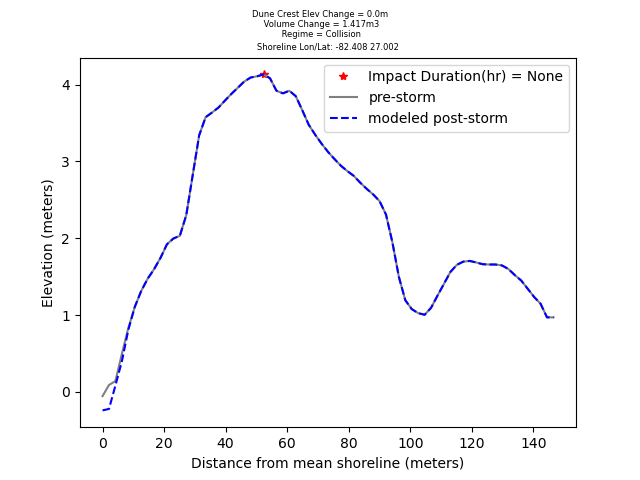 Dune Crest Elev Change = 0.0m
Volume Change = 1.417m3
Regime = Collision
Shoreline Lon/Lat: -82.408 27.002
Impact Duration(hr) = None
pre-storm
modeled post-storm
Elevation (meters)
4
3
2
1
0
0 20 40 60 80 100 120 140
Distance from mean shoreline (meters)